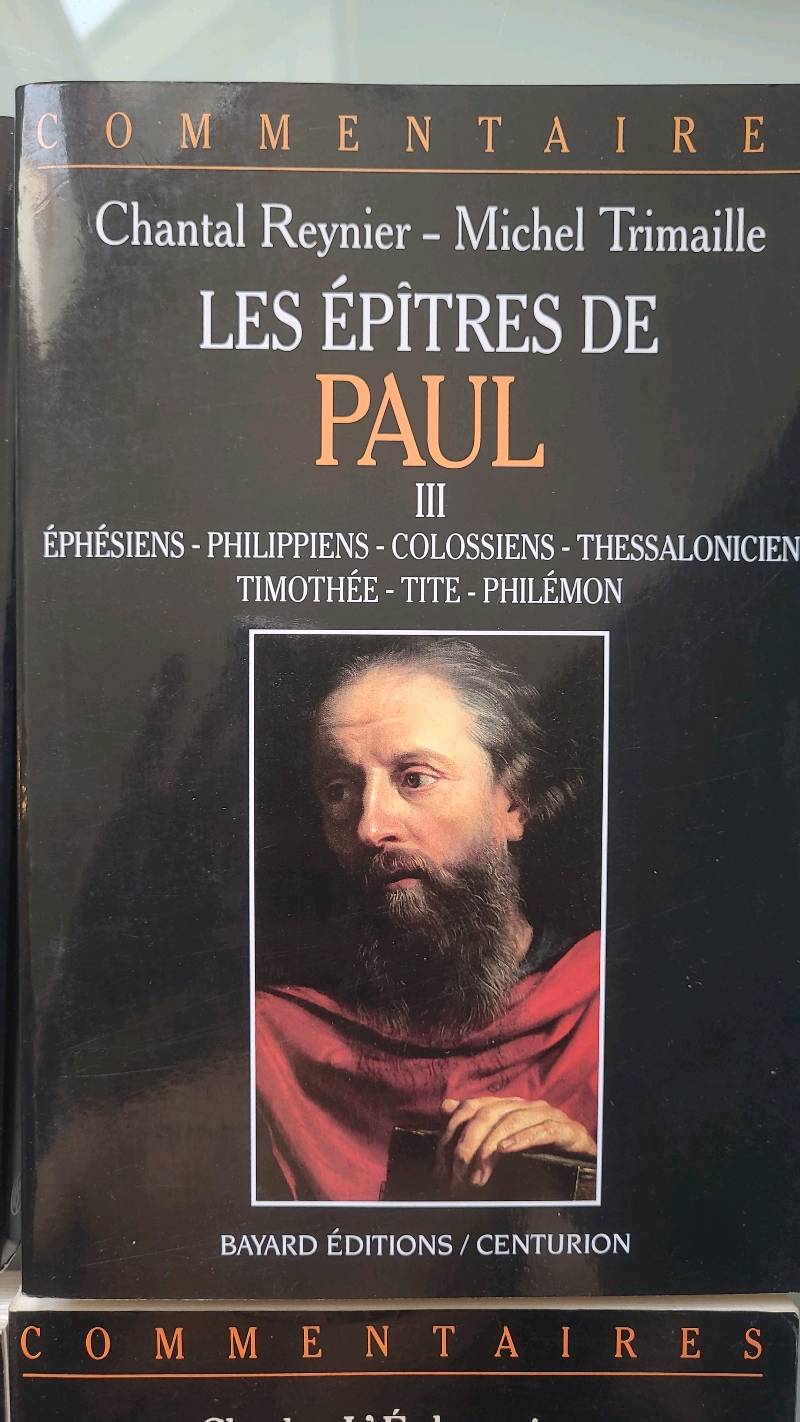 COMMENTAIRE
Chantal Reynier - Michel Trimaille
LES ÉPÎTRES DE
PAUL
III
ÉPHÉSIENS - PHILIPPIENS - COLOSSIENS - THESSALONICIEN
TIMOTHÉE - TITE - PHILÉMON
BAYARD ÉDITIONS / CENTURION
COMMENTAIRES